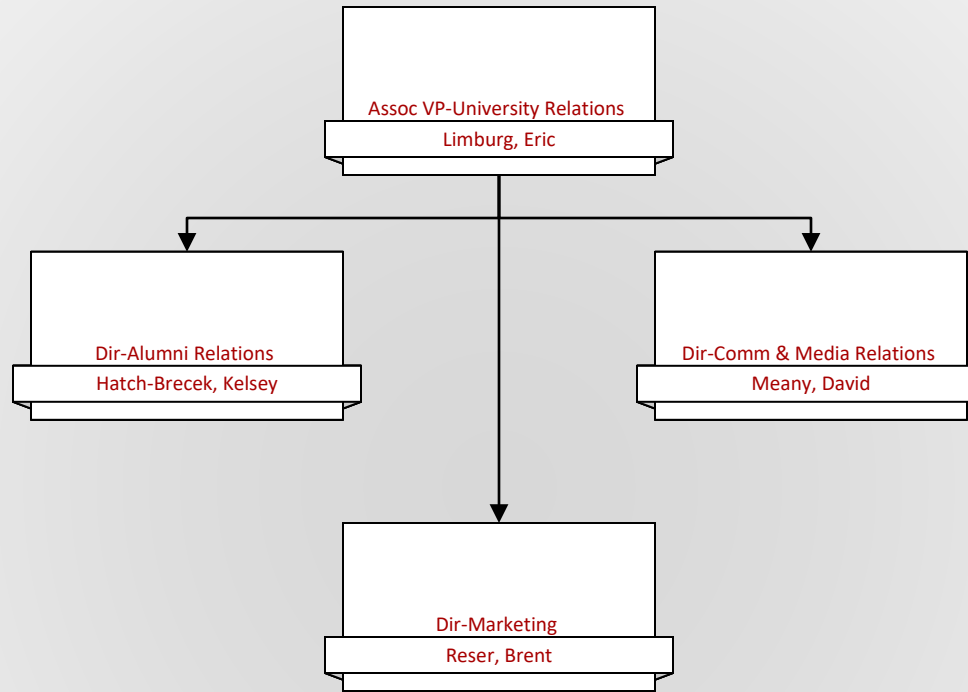 Assoc VP-University Relations
Limburg, Eric
Dir-Alumni Relations
Hatch-Brecek, Kelsey
Dir-Comm & Media Relations
Meany, David
Dir-Marketing
Reser, Brent